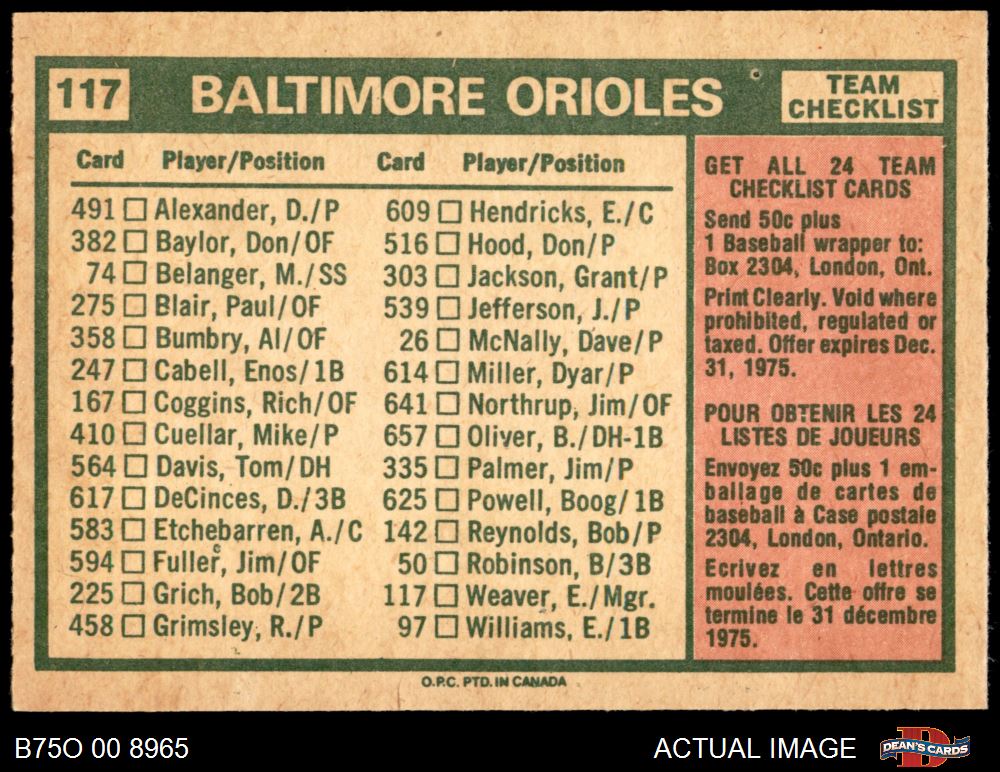 117 BALTIMORE ORIOLES TEAM CHECKLIST
Card Player/Position Card Player/Position
491 Alexander, D./P 609 Hendricks, E./C
382 Baylor, Don/OF 516 Hood, Don/P
74 Belanger, M./SS 303 Jackson, Grant/P
275 Blair, Paul/OF 539 Jefferson, J./P
358 Bumbry, Al/OF 26 McNally, Dave/P
247 Cabell, Enos/1B 614 Miller, Dyar/P
167 Coggins, Rich/OF 641 Northrup, Jim/OF
410 Cuellar, Mike/P 657 Oliver, B./DH-1B
564 Davis, Tom/DH 335 Palmer, Jim/P
617 DeCinces, D./3B 625 Powell, Boog/1B
583 Etchebarren, A./C 142 Reynolds, Bob/P
594 Fuller, Jim/OF 50 Robinson, B/3B
225 Grich, Bob/2B 117 Weaver, E./Mgr.
458 Grimsley, R./P 97 Williams, E./1B
GET ALL 24 TEAM
CHECKLIST CARDS
Send 50c plus
1 Baseball wrapper to:
Box 2304, London, Ont.
Print Clearly. Void where
prohibited, regulated or
taxed. Offer expires Dec.
31, 1975.
POUR OBTENIR LES 24
LISTES DE JOUEURS
Envoyez 50c plus 1 em-
ballage de cartes de
baseball à Case postale
2304, London, Ontario.
Ecrivez en lettres
moulées. Cette offre se
termine le 31 décembre
1975.
O.P.C. PTD. IN CANADA
B75O 00 8965 ACTUAL IMAGE DEAN'S CARDS